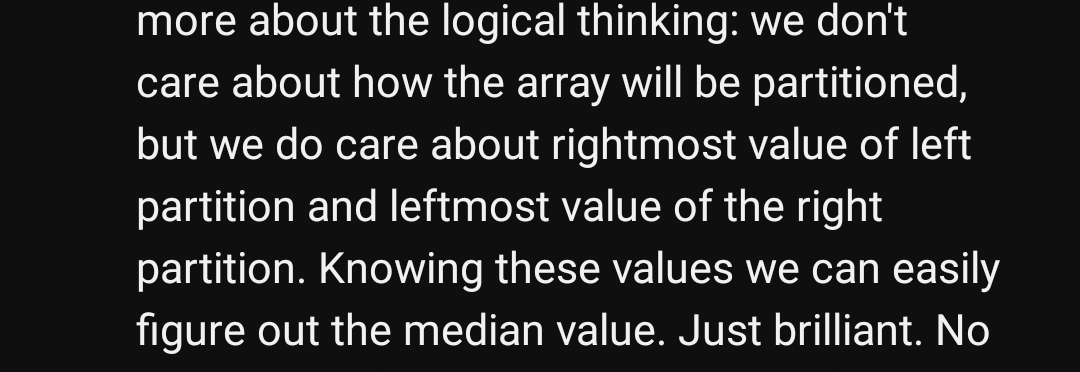 more about the logical thinking: we don't
care about how the array will be partitioned,
but we do care about rightmost value of left
partition and leftmost value of the right
partition. Knowing these values we can easily
figure out the median value. Just brilliant. No